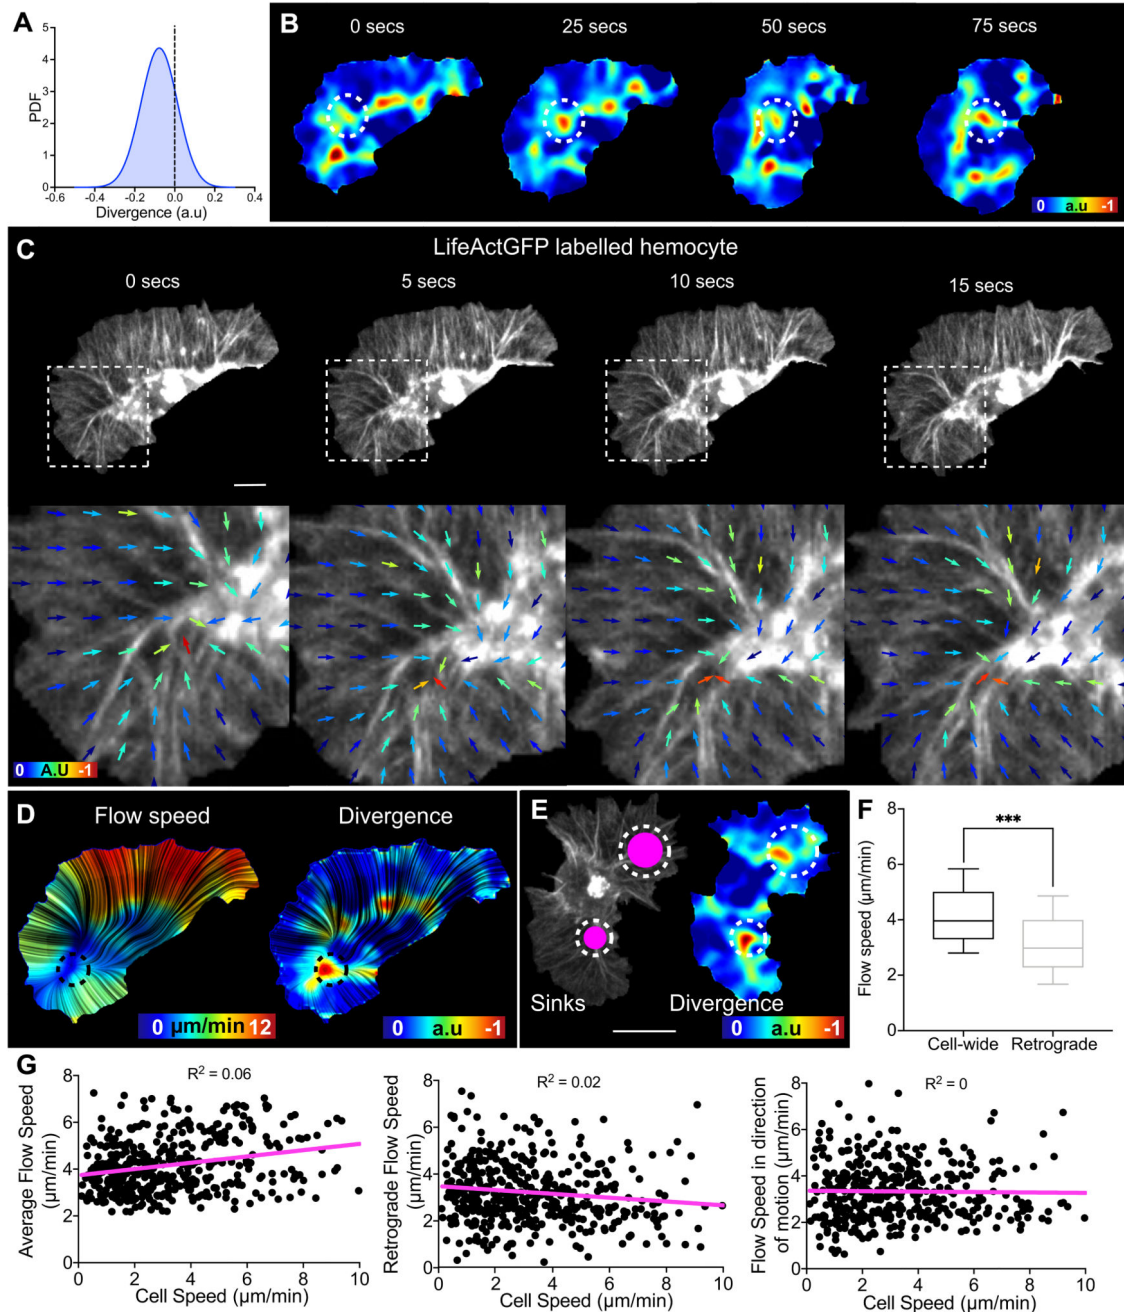 A
5
4
3
2
1
0
PDF
-0.6
-0.4
-0.2
0.0
0.2
0.4
Divergence (a.u)
B
0 secs
25 secs
50 secs
75 secs
0 a.u -1
C
LifeActGFP labelled hemocyte
0 secs
5 secs
10 secs
15 secs
0 A.U -1
D
Flow speed
Divergence
0 µm/min 12
0 a.u -1
E
Sinks
Divergence
0 a.u -1
F
8
6
4
2
0
Flow speed (µm/min)
***
Cell-wide
Retrograde
G
R² = 0.06
8
6
4
2
0
Average Flow Speed
(µm/min)
0 2 4 6 8 10
Cell Speed (µm/min)
R² = 0.02
8
6
4
2
0
Retrograde Flow Speed
(µm/min)
0 2 4 6 8 10
Cell Speed (µm/min)
R² = 0
8
6
4
2
0
Flow Speed in direction
of motion (µm/min)
0 2 4 6 8 10
Cell Speed (µm/min)